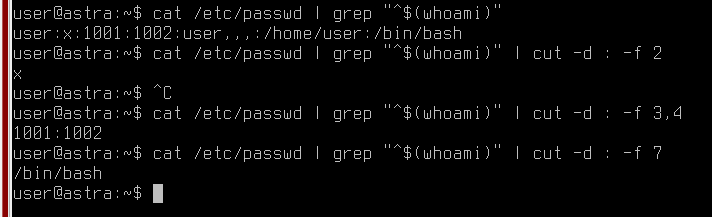 user@astra:~$ cat /etc/passwd | grep "^$(whoami)"
user:x:1001:1002:user,,,:/home/user:/bin/bash
user@astra:~$ cat /etc/passwd | grep "^$(whoami)" | cut -d : -f 2
x
user@astra:~$ ^C
user@astra:~$ cat /etc/passwd | grep "^$(whoami)" | cut -d : -f 3,4
1001:1002
user@astra:~$ cat /etc/passwd | grep "^$(whoami)" | cut -d : -f 7
/bin/bash
user@astra:~$